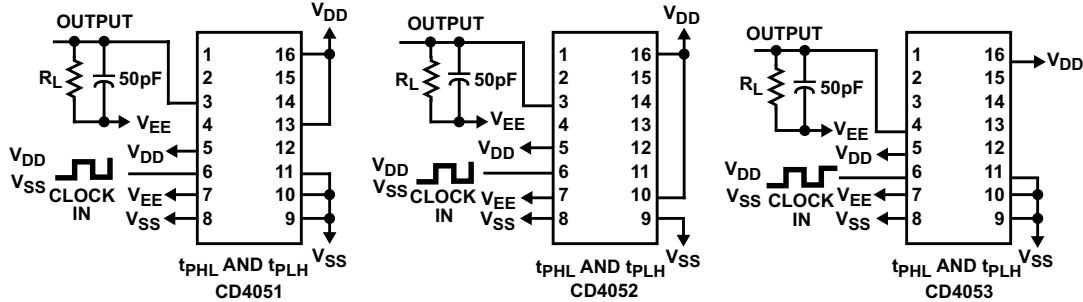 OUTPUT
V_DD
R_L
50pF
V_EE
V_DD
V_SS
CLOCK
IN
V_DD
V_EE
V_SS
1
2
3
4
5
6
7
8
16
15
14
13
12
11
10
9
V_SS
t_PHL AND t_PLH
CD4051
OUTPUT
V_DD
R_L
50pF
V_EE
V_DD
V_SS
CLOCK
IN
V_DD
V_EE
V_SS
1
2
3
4
5
6
7
8
16
15
14
13
12
11
10
9
V_SS
t_PHL AND t_PLH
CD4052
OUTPUT
V_DD
R_L
50pF
V_EE
V_DD
V_SS
CLOCK
IN
V_DD
V_EE
V_SS
1
2
3
4
5
6
7
8
16
15
14
13
12
11
10
9
V_SS
t_PHL AND t_PLH
CD4053